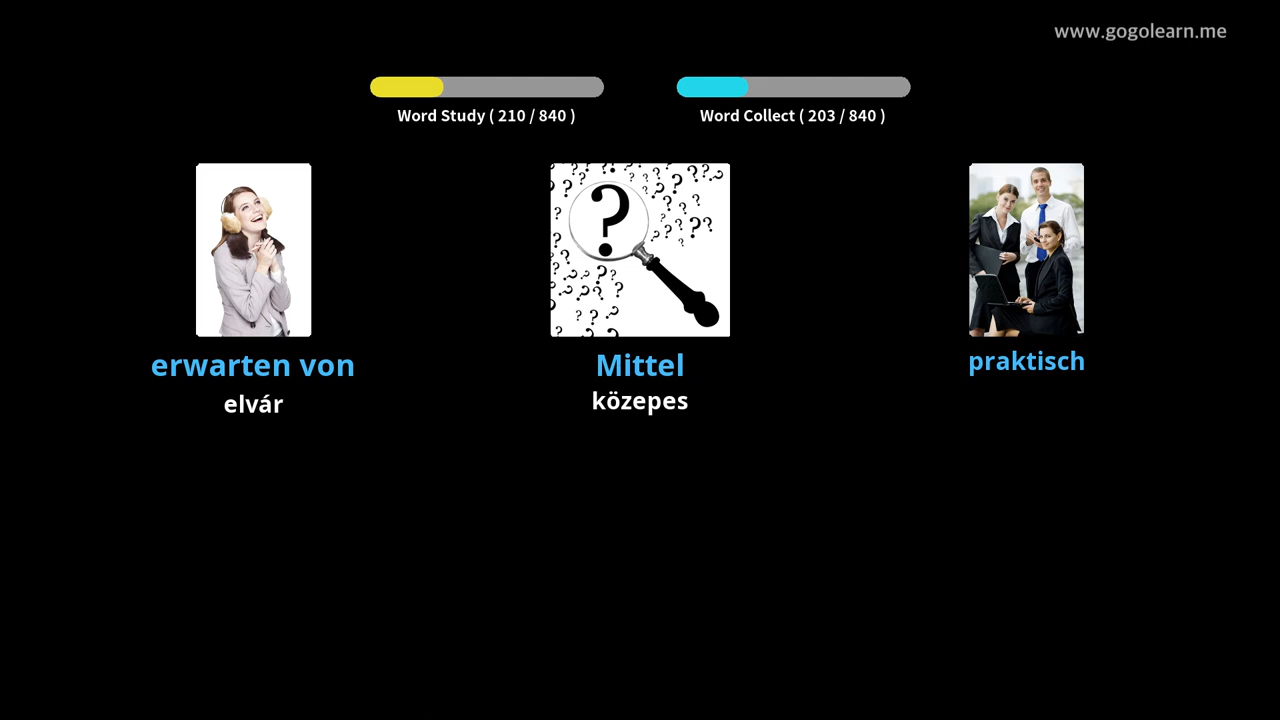 www.gogolearn.me
Word Study ( 210 / 840 )
Word Collect ( 203 / 840 )
erwarten von
elvár
Mittel
közepes
praktisch